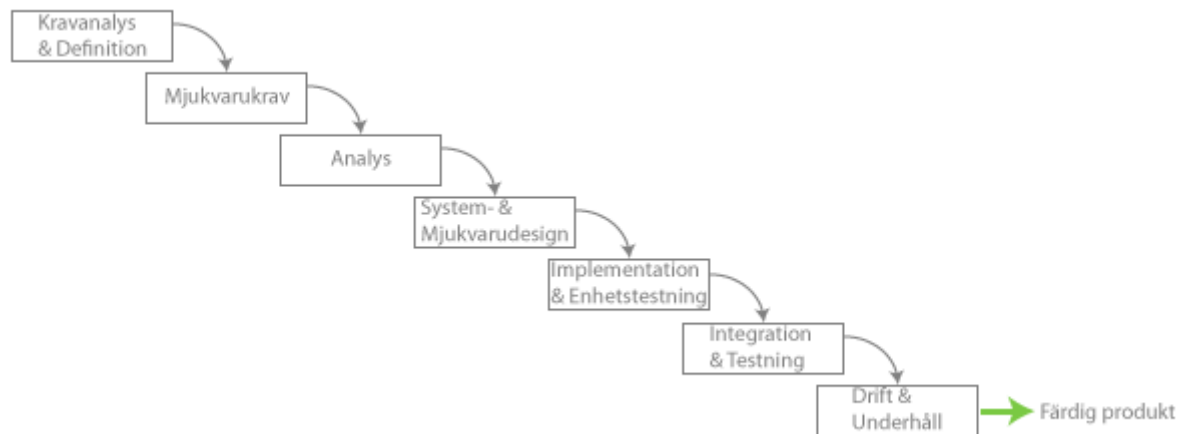 Kravanalys
& Definition
Mjukvarukrav
Analys
System- &
Mjukvarudesign
Implementation
& Enhetstestning
Integration
& Testning
Drift &
Underhåll
Färdig produkt